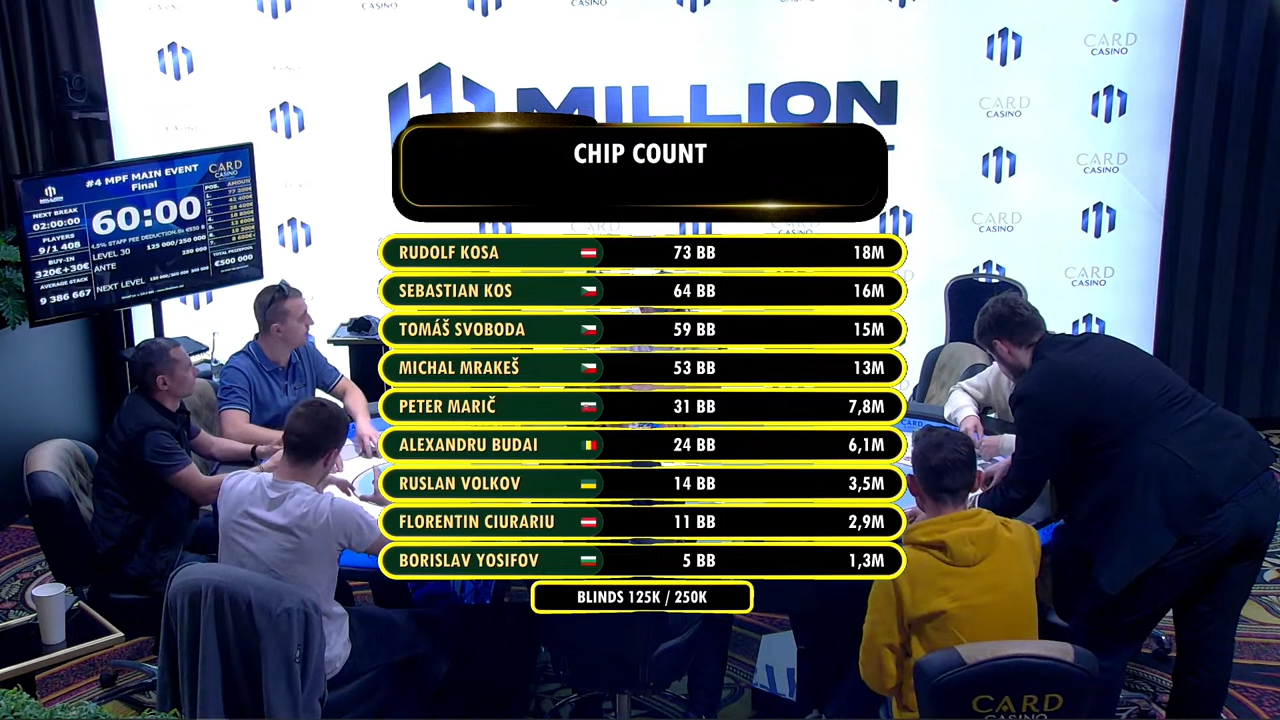 CARD
CASINO
MILLION
CHIP COUNT
#4 MPF MAIN EVENT
Final
CARD
CASINO
MILLION
NEXT BREAK
02:00:00
PLAYERS
9/1 408
BUY-IN
320€+30€
AVERAGE STACK
9 386 667
60:00
LEVEL 30
125 000/250 000
ANTE
250 000
NEXT LEVEL
€500 000
RUDOLF KOSA 73 BB 18M
SEBASTIAN KOS 64 BB 16M
TOMÁŠ SVOBODA 59 BB 15M
MICHAL MRAKEŠ 53 BB 13M
PETER MARIČ 31 BB 7,8M
ALEXANDRU BUDAI 24 BB 6,1M
RUSLAN VOLKOV 14 BB 3,5M
FLORENTIN CIURARIU 11 BB 2,9M
BORISLAV YOSIFOV 5 BB 1,3M
BLINDS 125K / 250K
CARD
CASINO